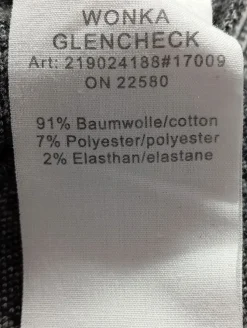 WONKA
GLENCHECK
Art: 219024188#17009
ON 22580
91% Baumwolle/cotton
7% Polyester/polyester
2% Elasthan/elastane